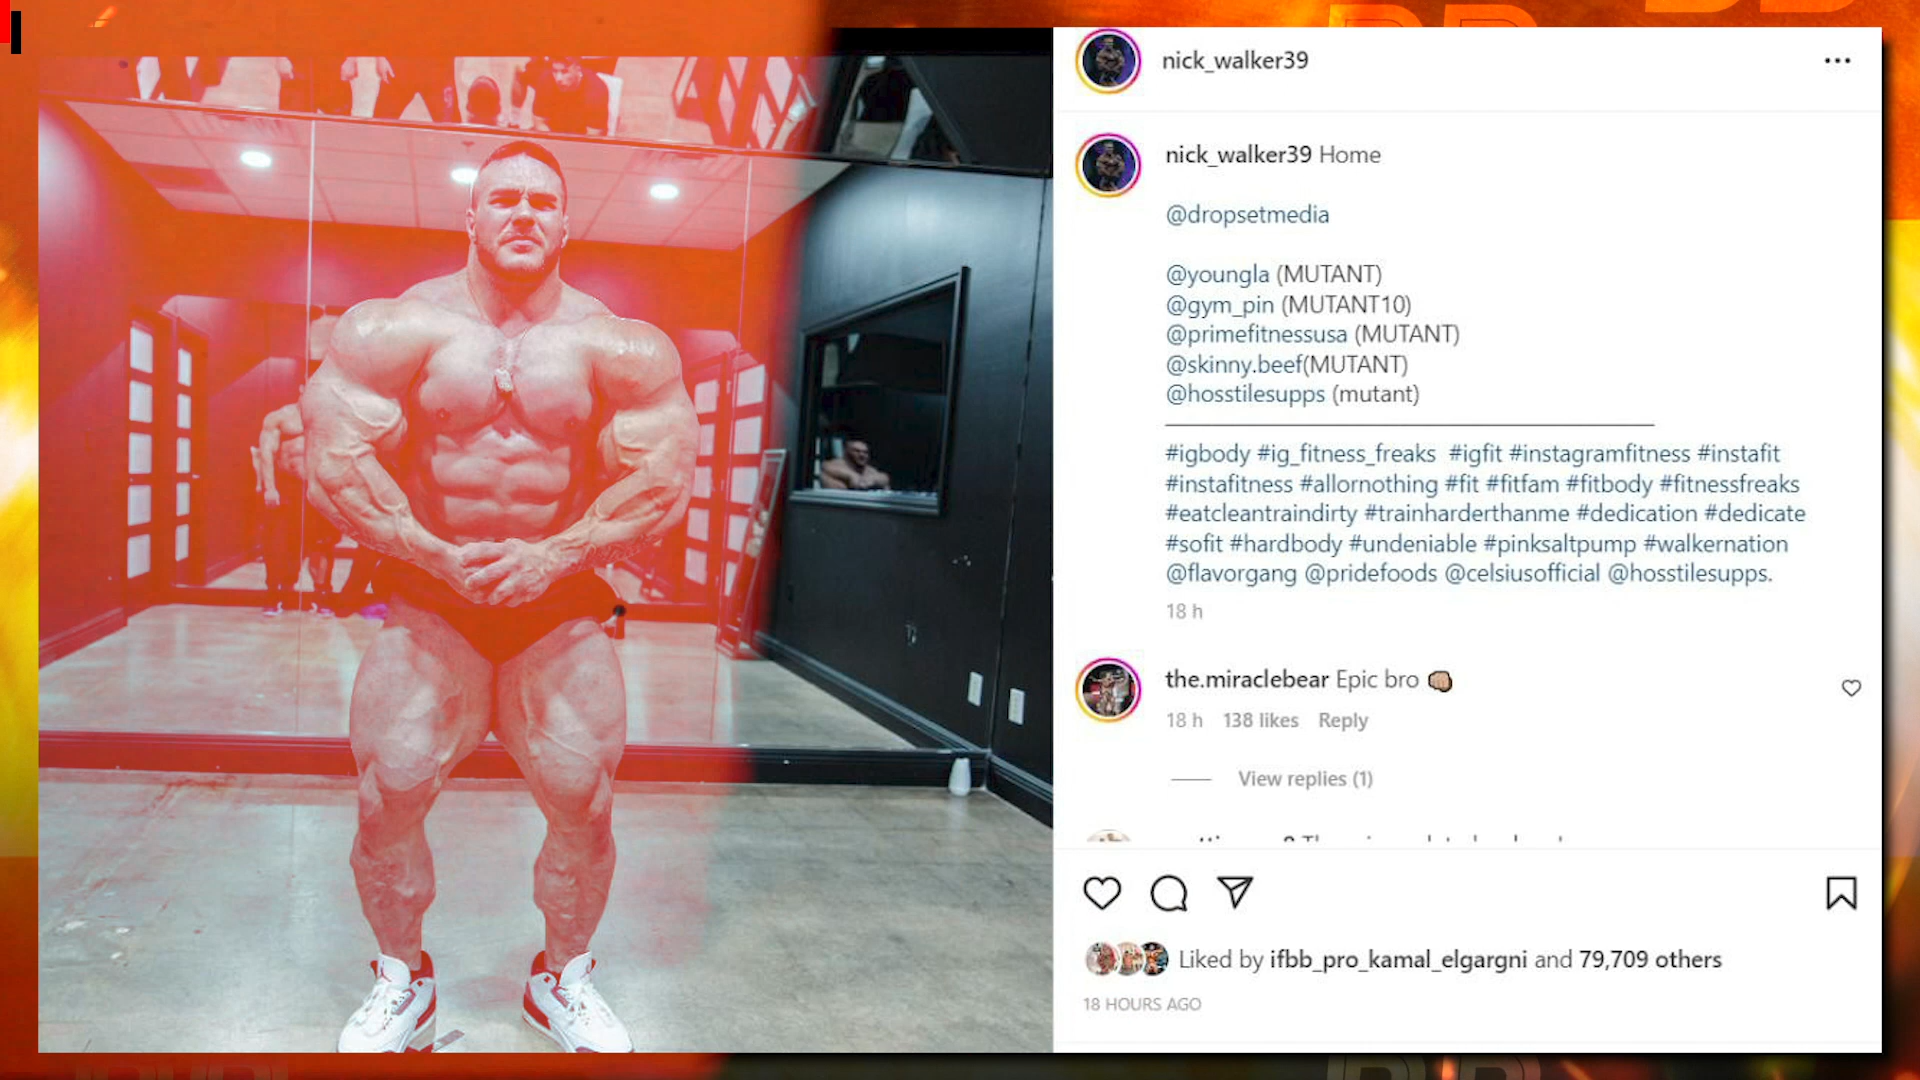 nick_walker39
nick_walker39 Home
@dropsetmedia
@youngla (MUTANT)
@gym_pin (MUTANT10)
@primefitnessusa (MUTANT)
@skinny.beef(MUTANT)
@hosstilesupps (mutant)
#igbody #ig_fitness_freaks #igfit #instagramfitness #instafit
#instafitness #allornothing #fit #fitfam #fitbody #fitnessfreaks
#eatcleantraindirty #trainharderthanme #dedication #dedicate
#sofit #hardbody #undeniable #pinksaltpump #walkernation
@flavorgang @pridefoods @celsiusofficial @hosstilesupps.
18 h
the.miraclebear Epic bro 👊🏽
18 h 138 likes Reply
View replies (1)
Liked by ifbb_pro_kamal_elgargni and 79,709 others
18 HOURS AGO